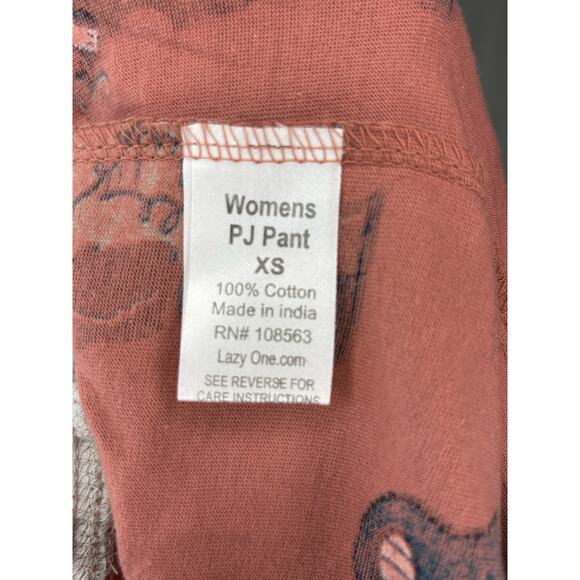 Womens
PJ Pant
XS
100% Cotton
Made in india
RN# 108563
Lazy One.com
SEE REVERSE FOR
CARE INSTRUCTIONS